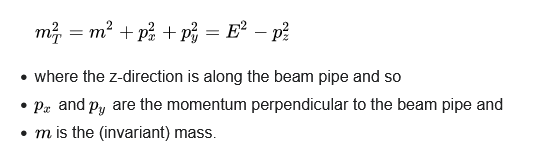 m_T^2 = m^2 + p_x^2 + p_y^2 = E^2 − p_z^2
• where the z-direction is along the beam pipe and so
• p_x and p_y are the momentum perpendicular to the beam pipe and
• m is the (invariant) mass.